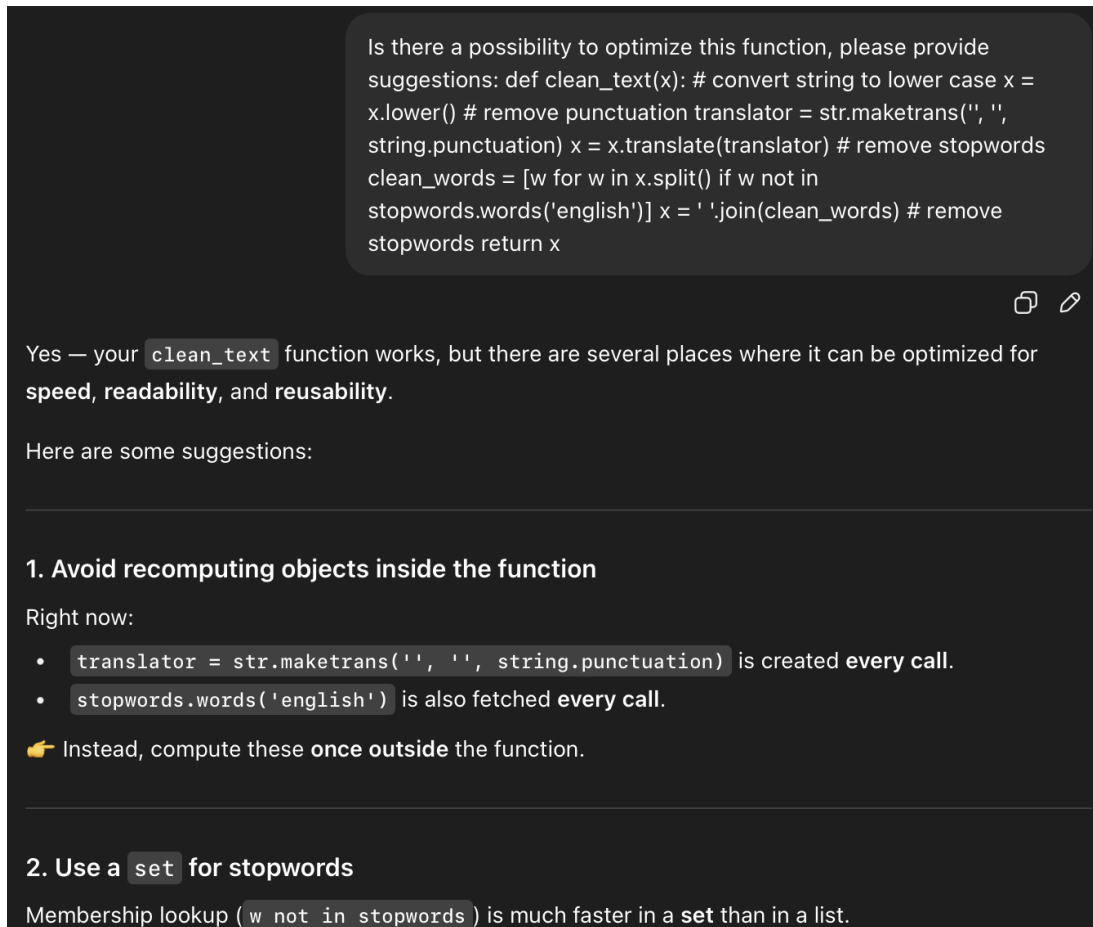 Is there a possibility to optimize this function, please provide
suggestions: def clean_text(x): # convert string to lower case x =
x.lower() # remove punctuation translator = str.maketrans('', '',
string.punctuation) x = x.translate(translator) # remove stopwords
clean_words = [w for w in x.split() if w not in
stopwords.words('english')] x = ' '.join(clean_words) # remove
stopwords return x
Yes — your clean_text function works, but there are several places where it can be optimized for
speed, readability, and reusability.
Here are some suggestions:
1. Avoid recomputing objects inside the function
Right now:
• translator = str.maketrans('', '', string.punctuation) is created every call.
• stopwords.words('english') is also fetched every call.
👉 Instead, compute these once outside the function.
2. Use a set for stopwords
Membership lookup (w not in stopwords) is much faster in a set than in a list.